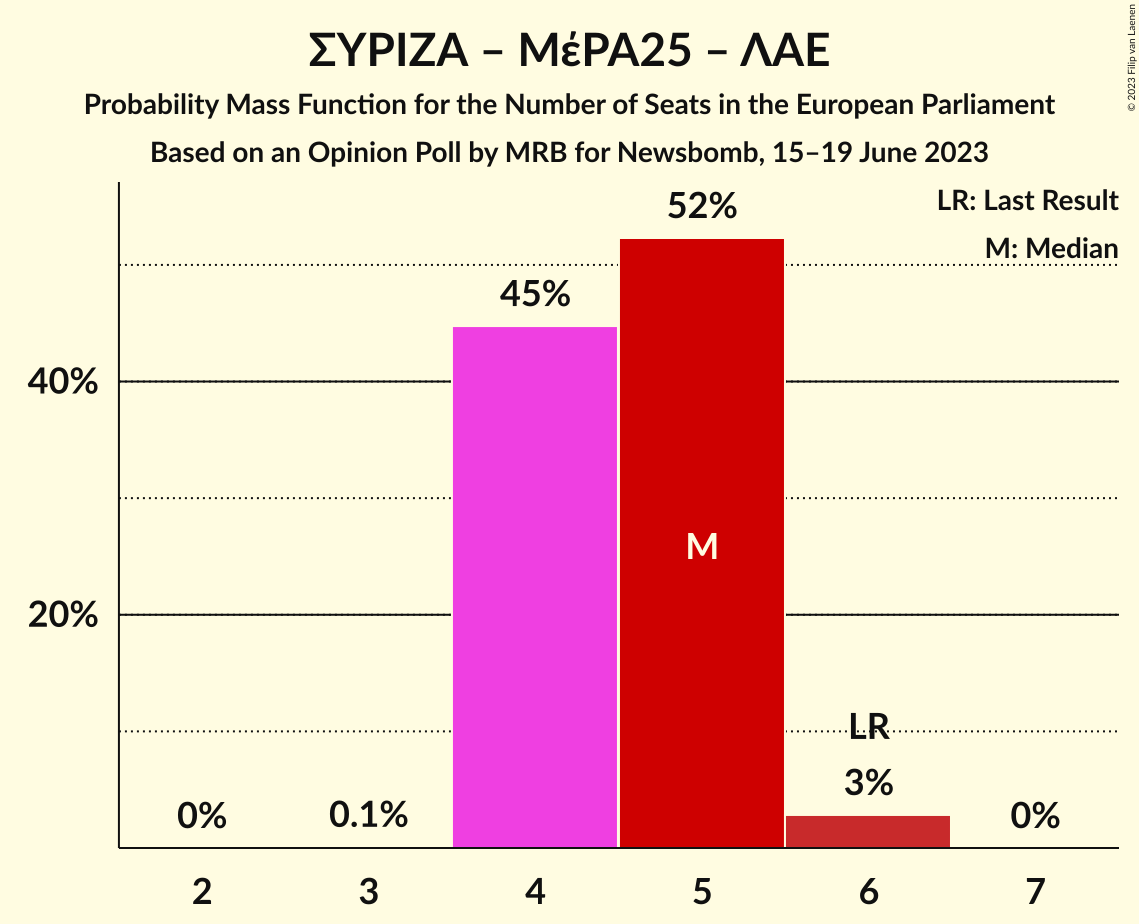 ΣΥΡΙΖΑ – ΜέΡΑ25 – ΛΑΕ
Probability Mass Function for the Number of Seats in the European Parliament
Based on an Opinion Poll by MRB for Newsbomb, 15–19 June 2023
© 2023 Filip van Laenen
LR: Last Result
M: Median
52%
45%
40%
M
20%
LR
3%
0%
0.1%
0%
2
3
4
5
6
7